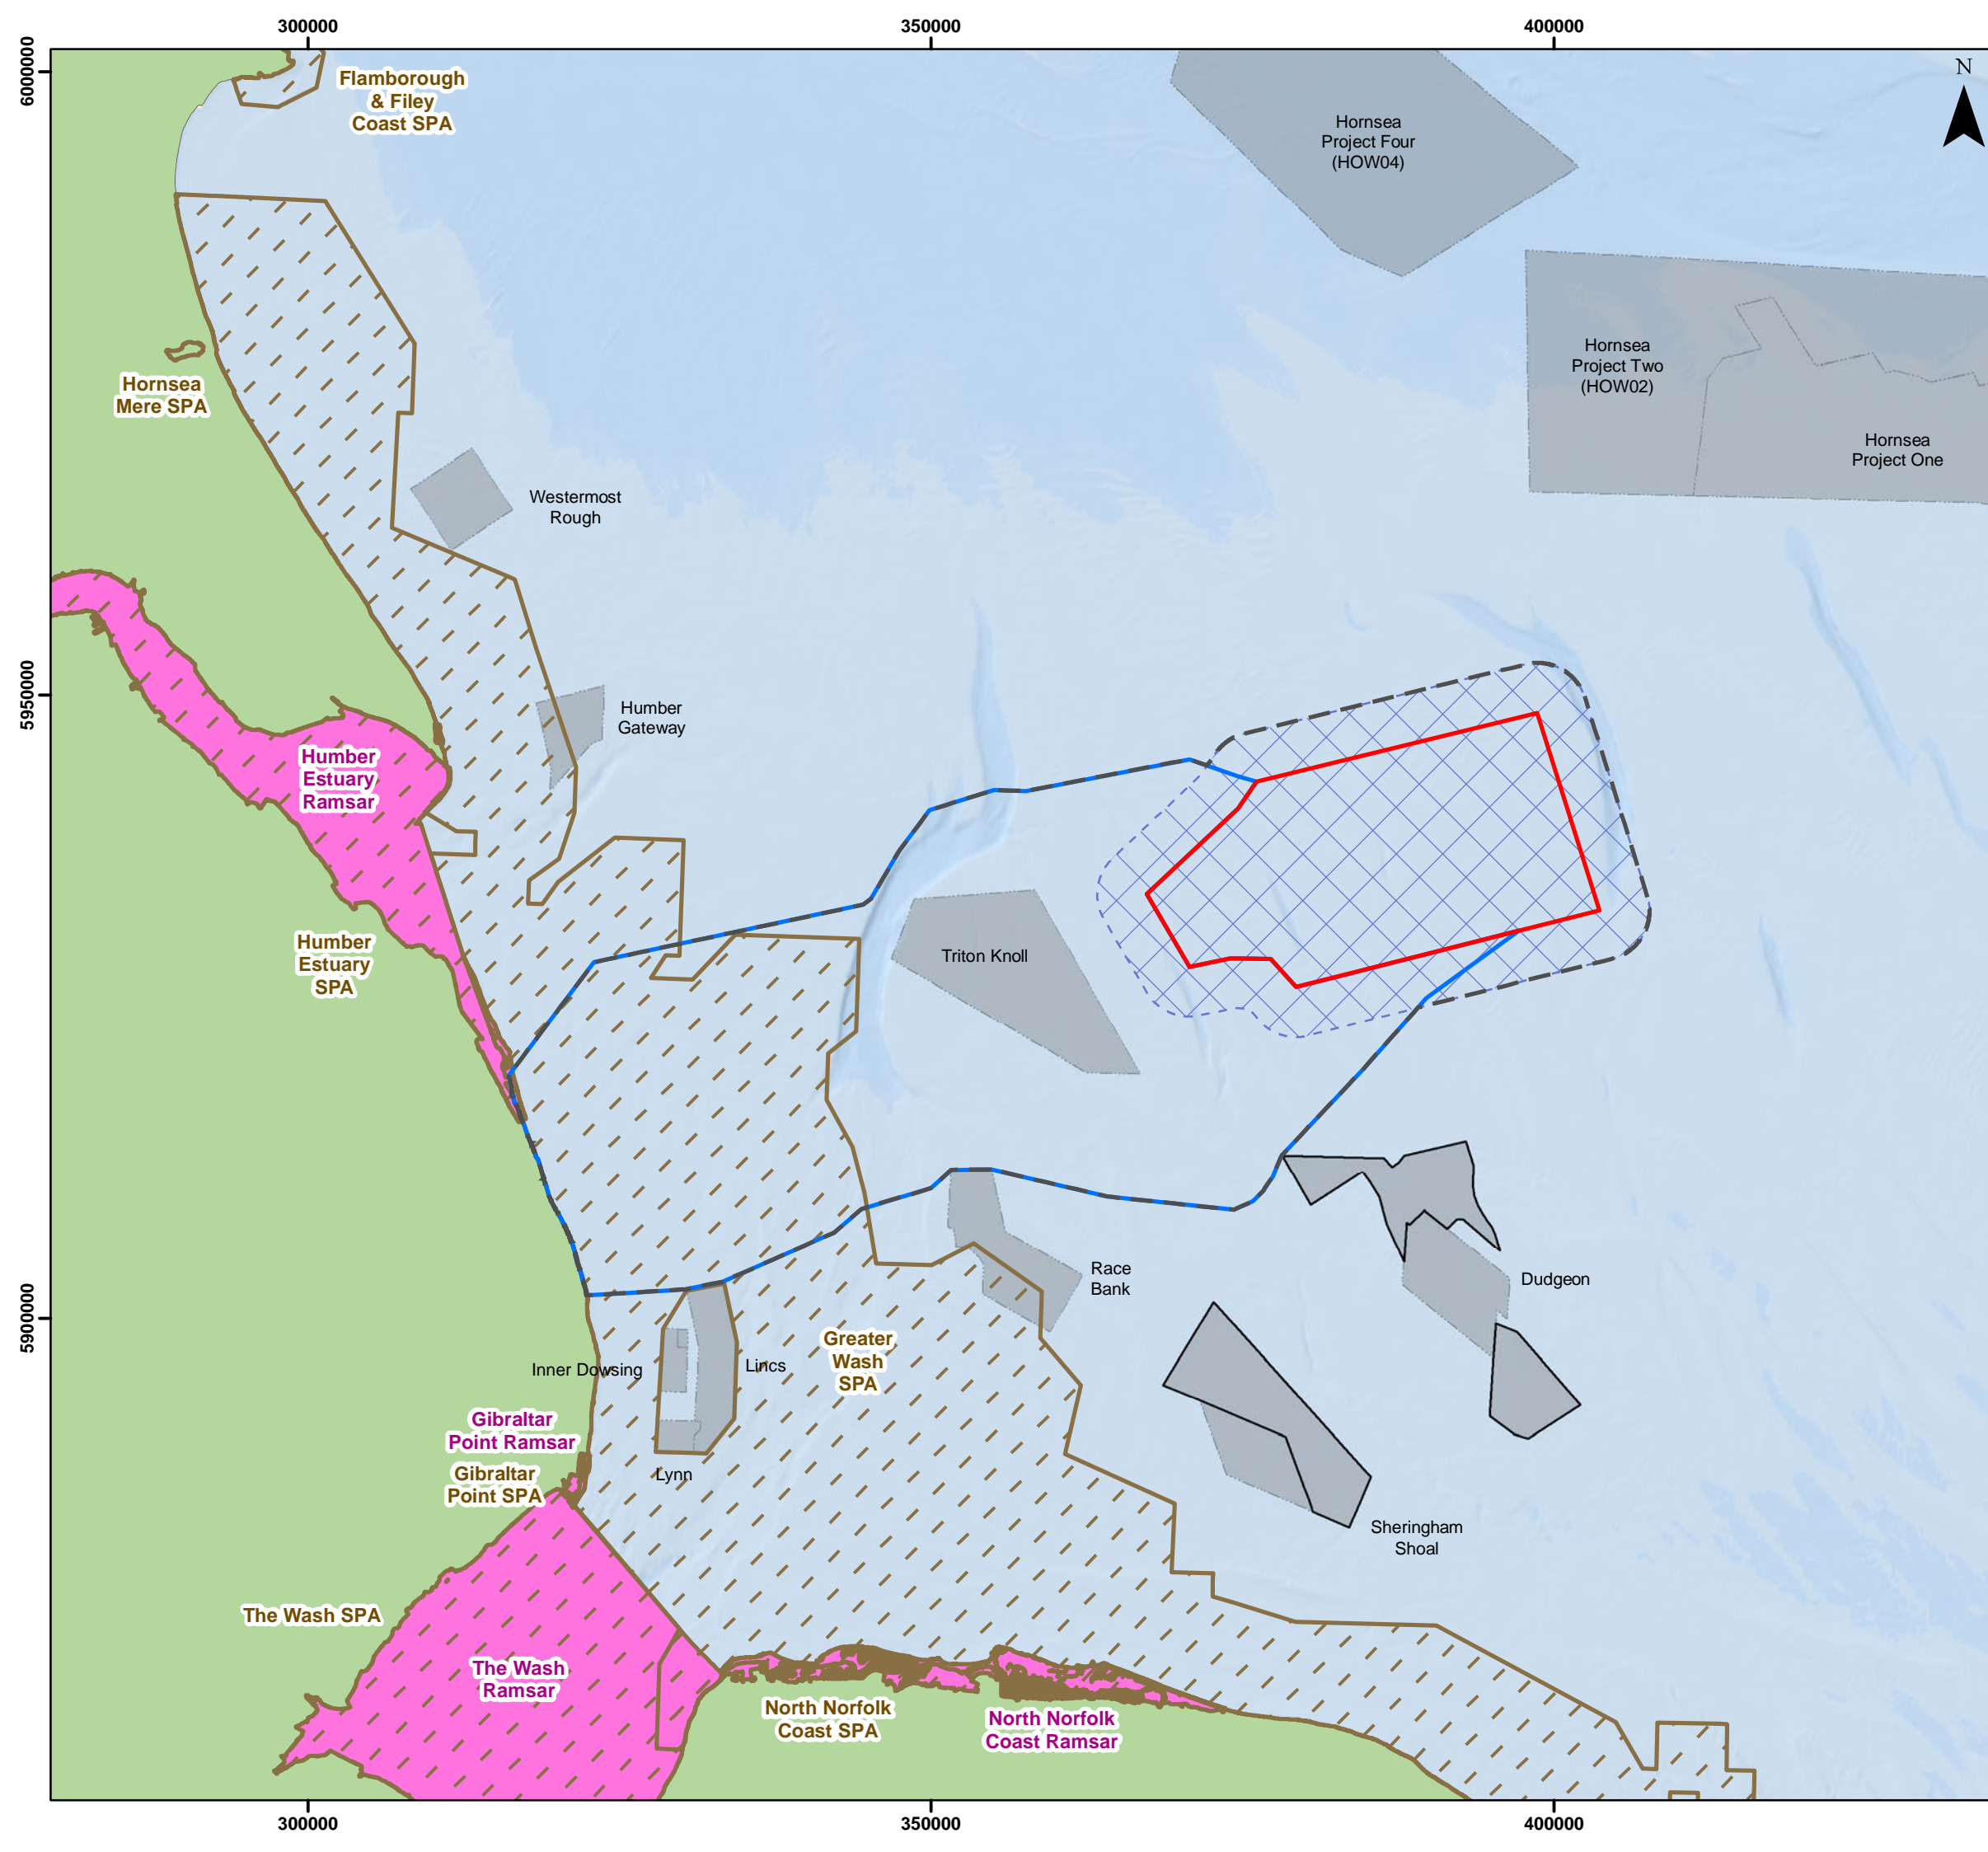 300000
350000
400000
6000000
N
Flamborough
& Filey
Coast SPA
Hornsea
Project Four
(HOW04)
Hornsea
Project Two
(HOW02)
Hornsea
Mere SPA
Hornsea
Project One
Westermost
Rough
5950000
Humber
Gateway
Humber
Estuary
Ramsar
Humber
Estuary
SPA
Triton Knoll
Race
Bank
Dudgeon
5900000
Greater
Wash
SPA
Inner Dowsing
Lincs
Gibraltar
Point Ramsar
Lynn
Gibraltar
Point SPA
Sheringham
Shoal
The Wash SPA
The Wash
Ramsar
North Norfolk
Coast SPA
North Norfolk
Coast Ramsar
300000
350000
400000